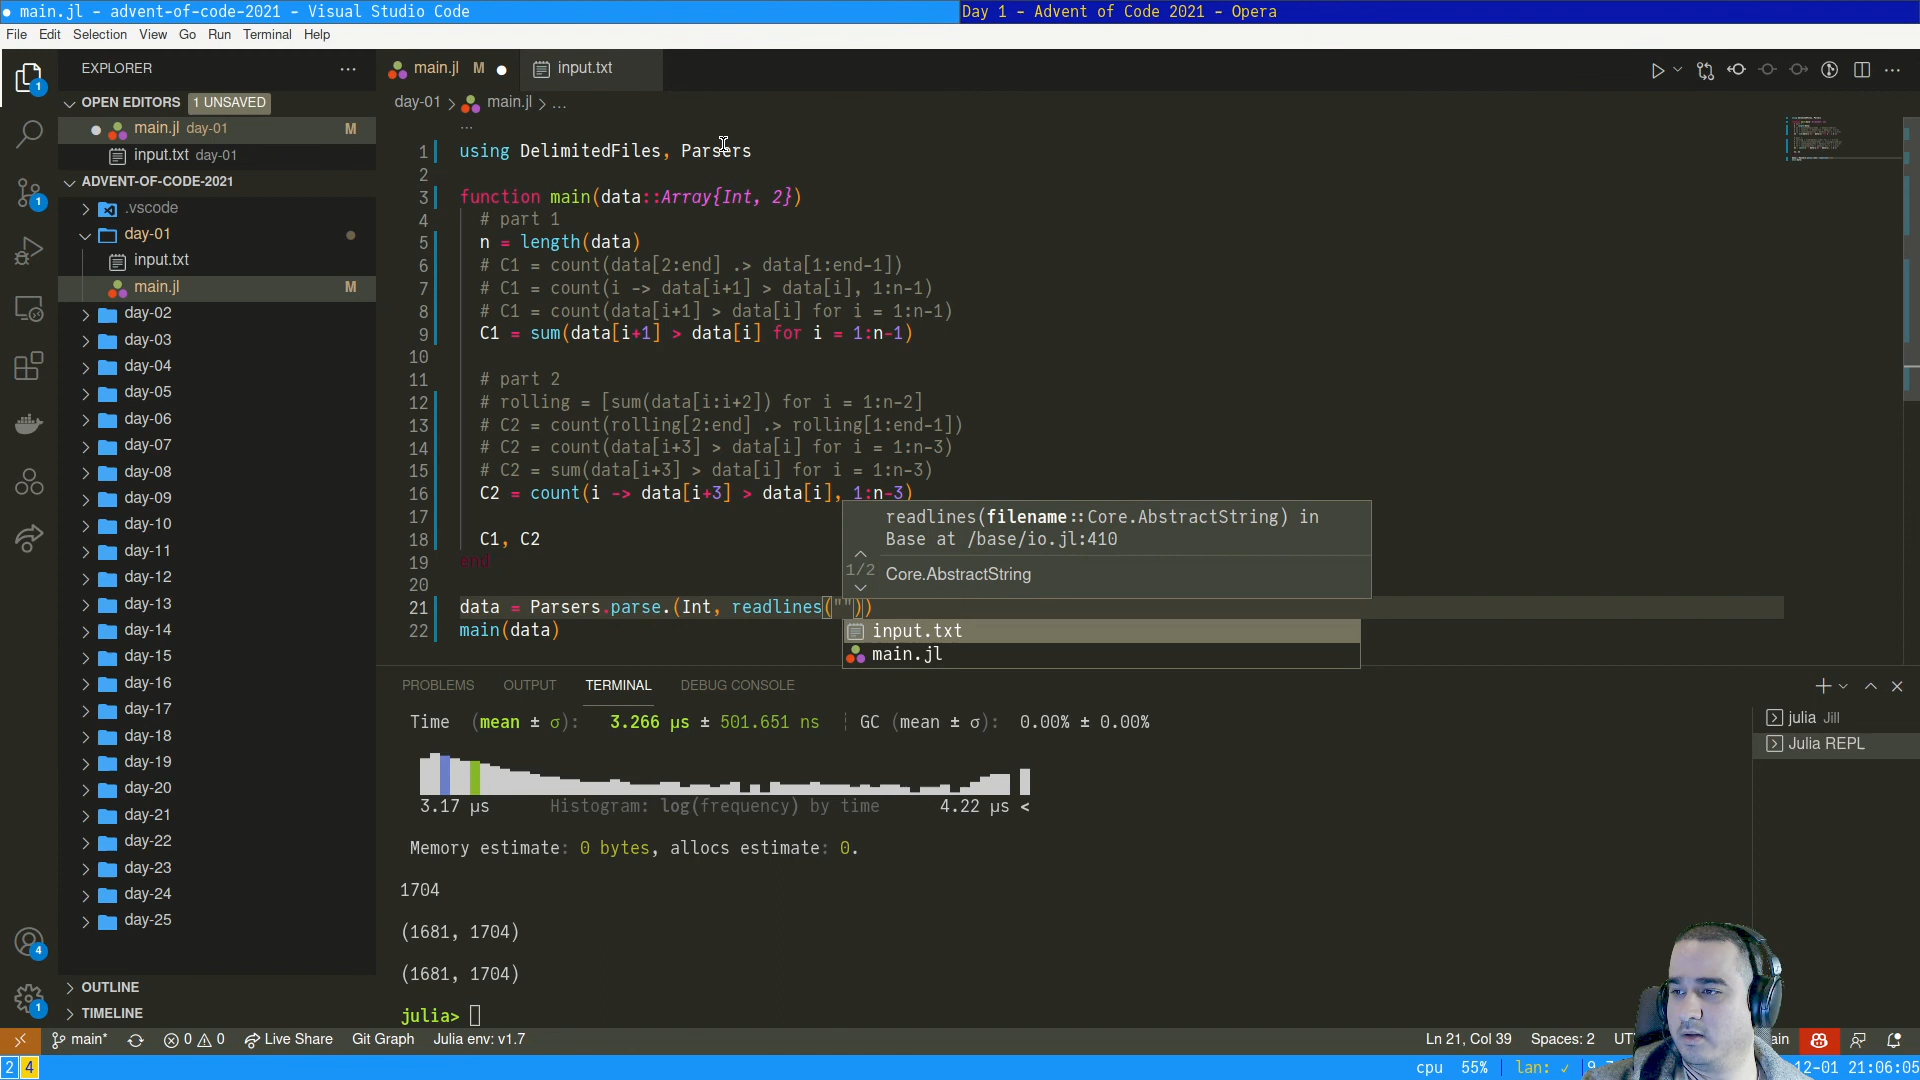 main.jl - advent-of-code-2021 - Visual Studio Code
Day 1 - Advent of Code 2021 - Opera
File Edit Selection View Go Run Terminal Help
EXPLORER
OPEN EDITORS 1 UNSAVED
main.jl day-01 M
input.txt day-01
ADVENT-OF-CODE-2021
.vscode
day-01
input.txt
main.jl M
day-02
day-03
day-04
day-05
day-06
day-07
day-08
day-09
day-10
day-11
day-12
day-13
day-14
day-15
day-16
day-17
day-18
day-19
day-20
day-21
day-22
day-23
day-24
day-25
OUTLINE
TIMELINE
main.jl M
input.txt
day-01 > main.jl > ...
...
1 using DelimitedFiles, Parsers
2
3 function main(data::Array{Int, 2})
4 # part 1
5 n = length(data)
6 # C1 = count(data[2:end] .> data[1:end-1])
7 # C1 = count(i -> data[i+1] > data[i], 1:n-1)
8 # C1 = count(data[i+1] > data[i] for i = 1:n-1)
9 C1 = sum(data[i+1] > data[i] for i = 1:n-1)
10
11 # part 2
12 # rolling = [sum(data[i:i+2]) for i = 1:n-2]
13 # C2 = count(rolling[2:end] .> rolling[1:end-1])
14 # C2 = count(data[i+3] > data[i] for i = 1:n-3)
15 # C2 = sum(data[i+3] > data[i] for i = 1:n-3)
16 C2 = count(i -> data[i+3] > data[i], 1:n-3)
17
18 C1, C2
19 end
20
21 data = Parsers.parse.(Int, readlines(""))
22 main(data)
readlines(filename::Core.AbstractString) in
Base at /base/io.jl:410
1/2
Core.AbstractString
input.txt
main.jl
PROBLEMS OUTPUT TERMINAL DEBUG CONSOLE
Time (mean ± σ): 3.266 µs ± 501.651 ns ¦ GC (mean ± σ): 0.00% ± 0.00%
3.17 µs Histogram: log(frequency) by time 4.22 µs <
Memory estimate: 0 bytes, allocs estimate: 0.
1704
(1681, 1704)
(1681, 1704)
julia>
julia Jill
Julia REPL
1
1
4
1
main* 0 0 Live Share Git Graph Julia env: v1.7
Ln 21, Col 39 Spaces: 2
2 4
cpu 55% lan: ✓
12-01 21:06:05